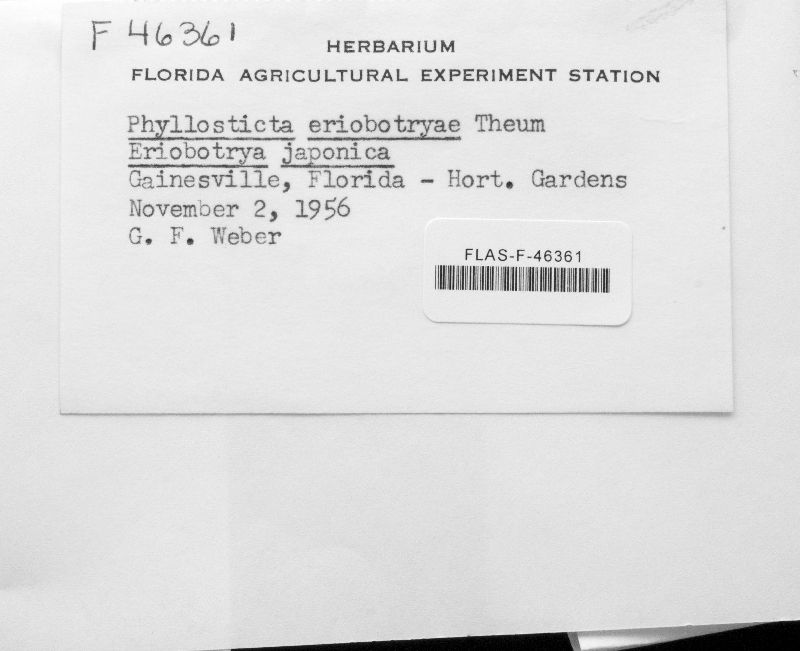 F 46361
HERBARIUM
FLORIDA AGRICULTURAL EXPERIMENT STATION
Phyllosticta eriobotryae Theum
Eriobotrya japonica
Gainesville, Florida - Hort. Gardens
November 2, 1956
G. F. Weber
FLAS-F-46361